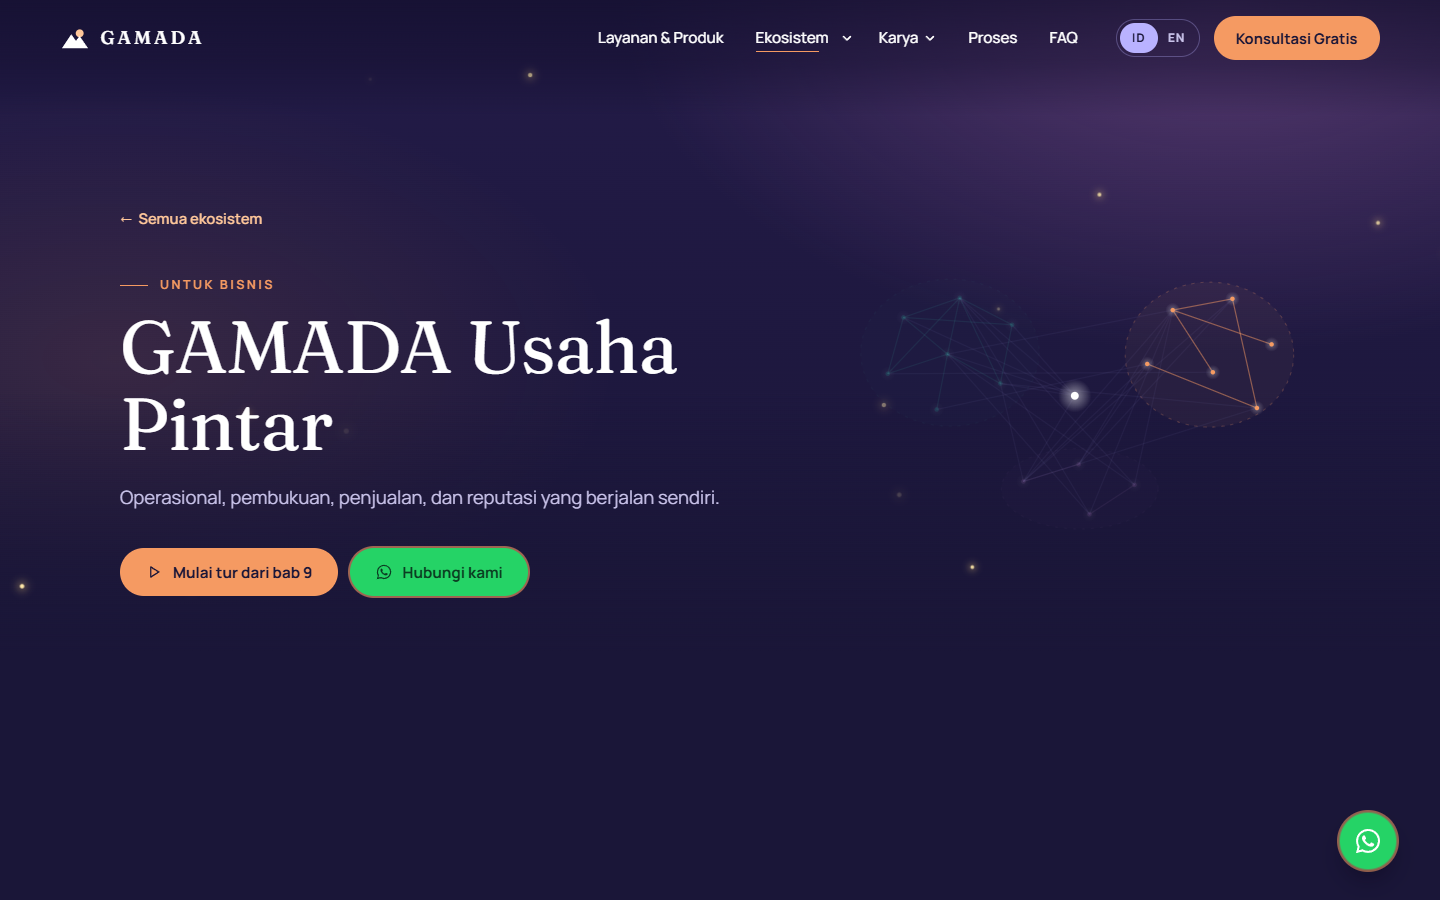 GAMADA
Layanan & Produk
Ekosistem
Karya
Proses
FAQ
ID
EN
Konsultasi Gratis
← Semua ekosistem
UNTUK BISNIS
GAMADA Usaha
Pintar
Operasional, pembukuan, penjualan, dan reputasi yang berjalan sendiri.
Mulai tur dari bab 9
Hubungi kami